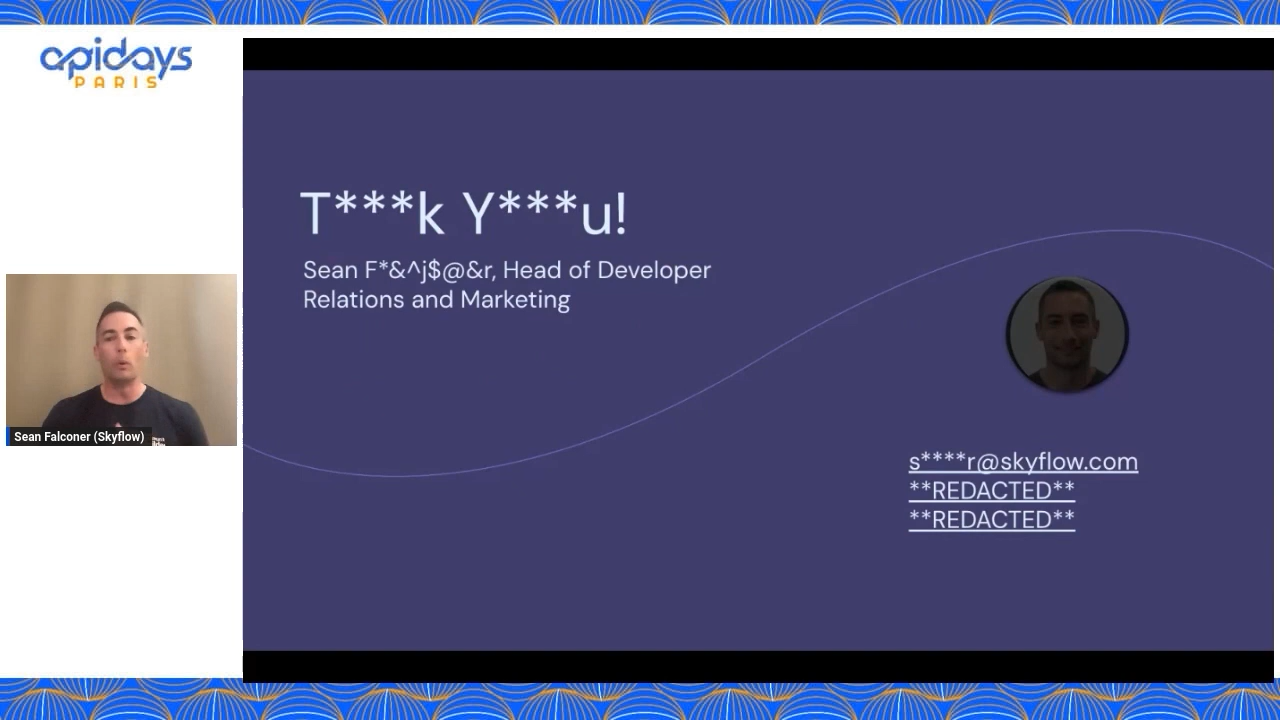 apidays
PARIS
T***k Y***u!
Sean F*&^j$@&r, Head of Developer
Relations and Marketing
Sean Falconer (Skyflow)
s****r@skyflow.com
**REDACTED**
**REDACTED**